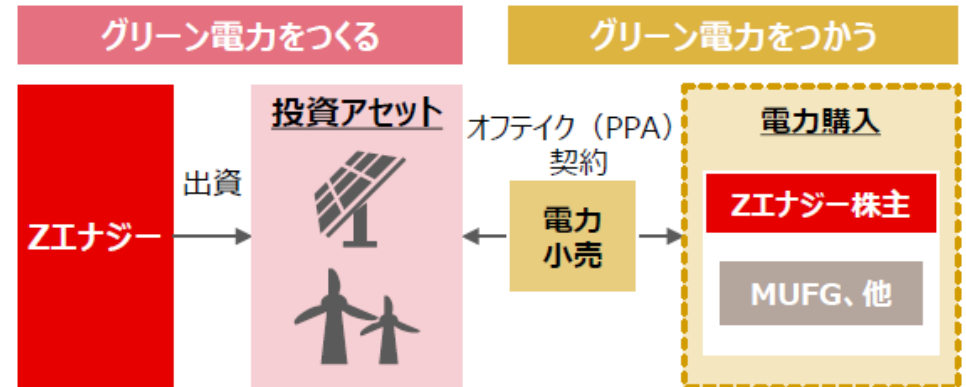 グリーン電力をつくる
グリーン電力をつかう
Zエナジー
出資
投資アセット
オフテイク（PPA）
契約
電力
小売
電力購入
Zエナジー株主
MUFG、他